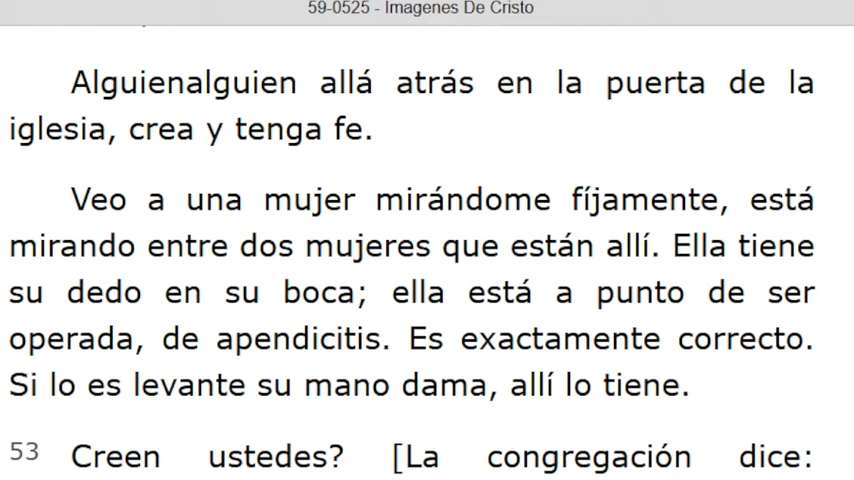 59-0525 - Imagenes De Cristo
Alguienalguien allá atrás en la puerta de la
iglesia, crea y tenga fe.
Veo a una mujer mirándome fíjamente, está
mirando entre dos mujeres que están allí. Ella tiene
su dedo en su boca; ella está a punto de ser
operada, de apendicitis. Es exactamente correcto.
Si lo es levante su mano dama, allí lo tiene.
53 Creen ustedes? [La congregación dice: